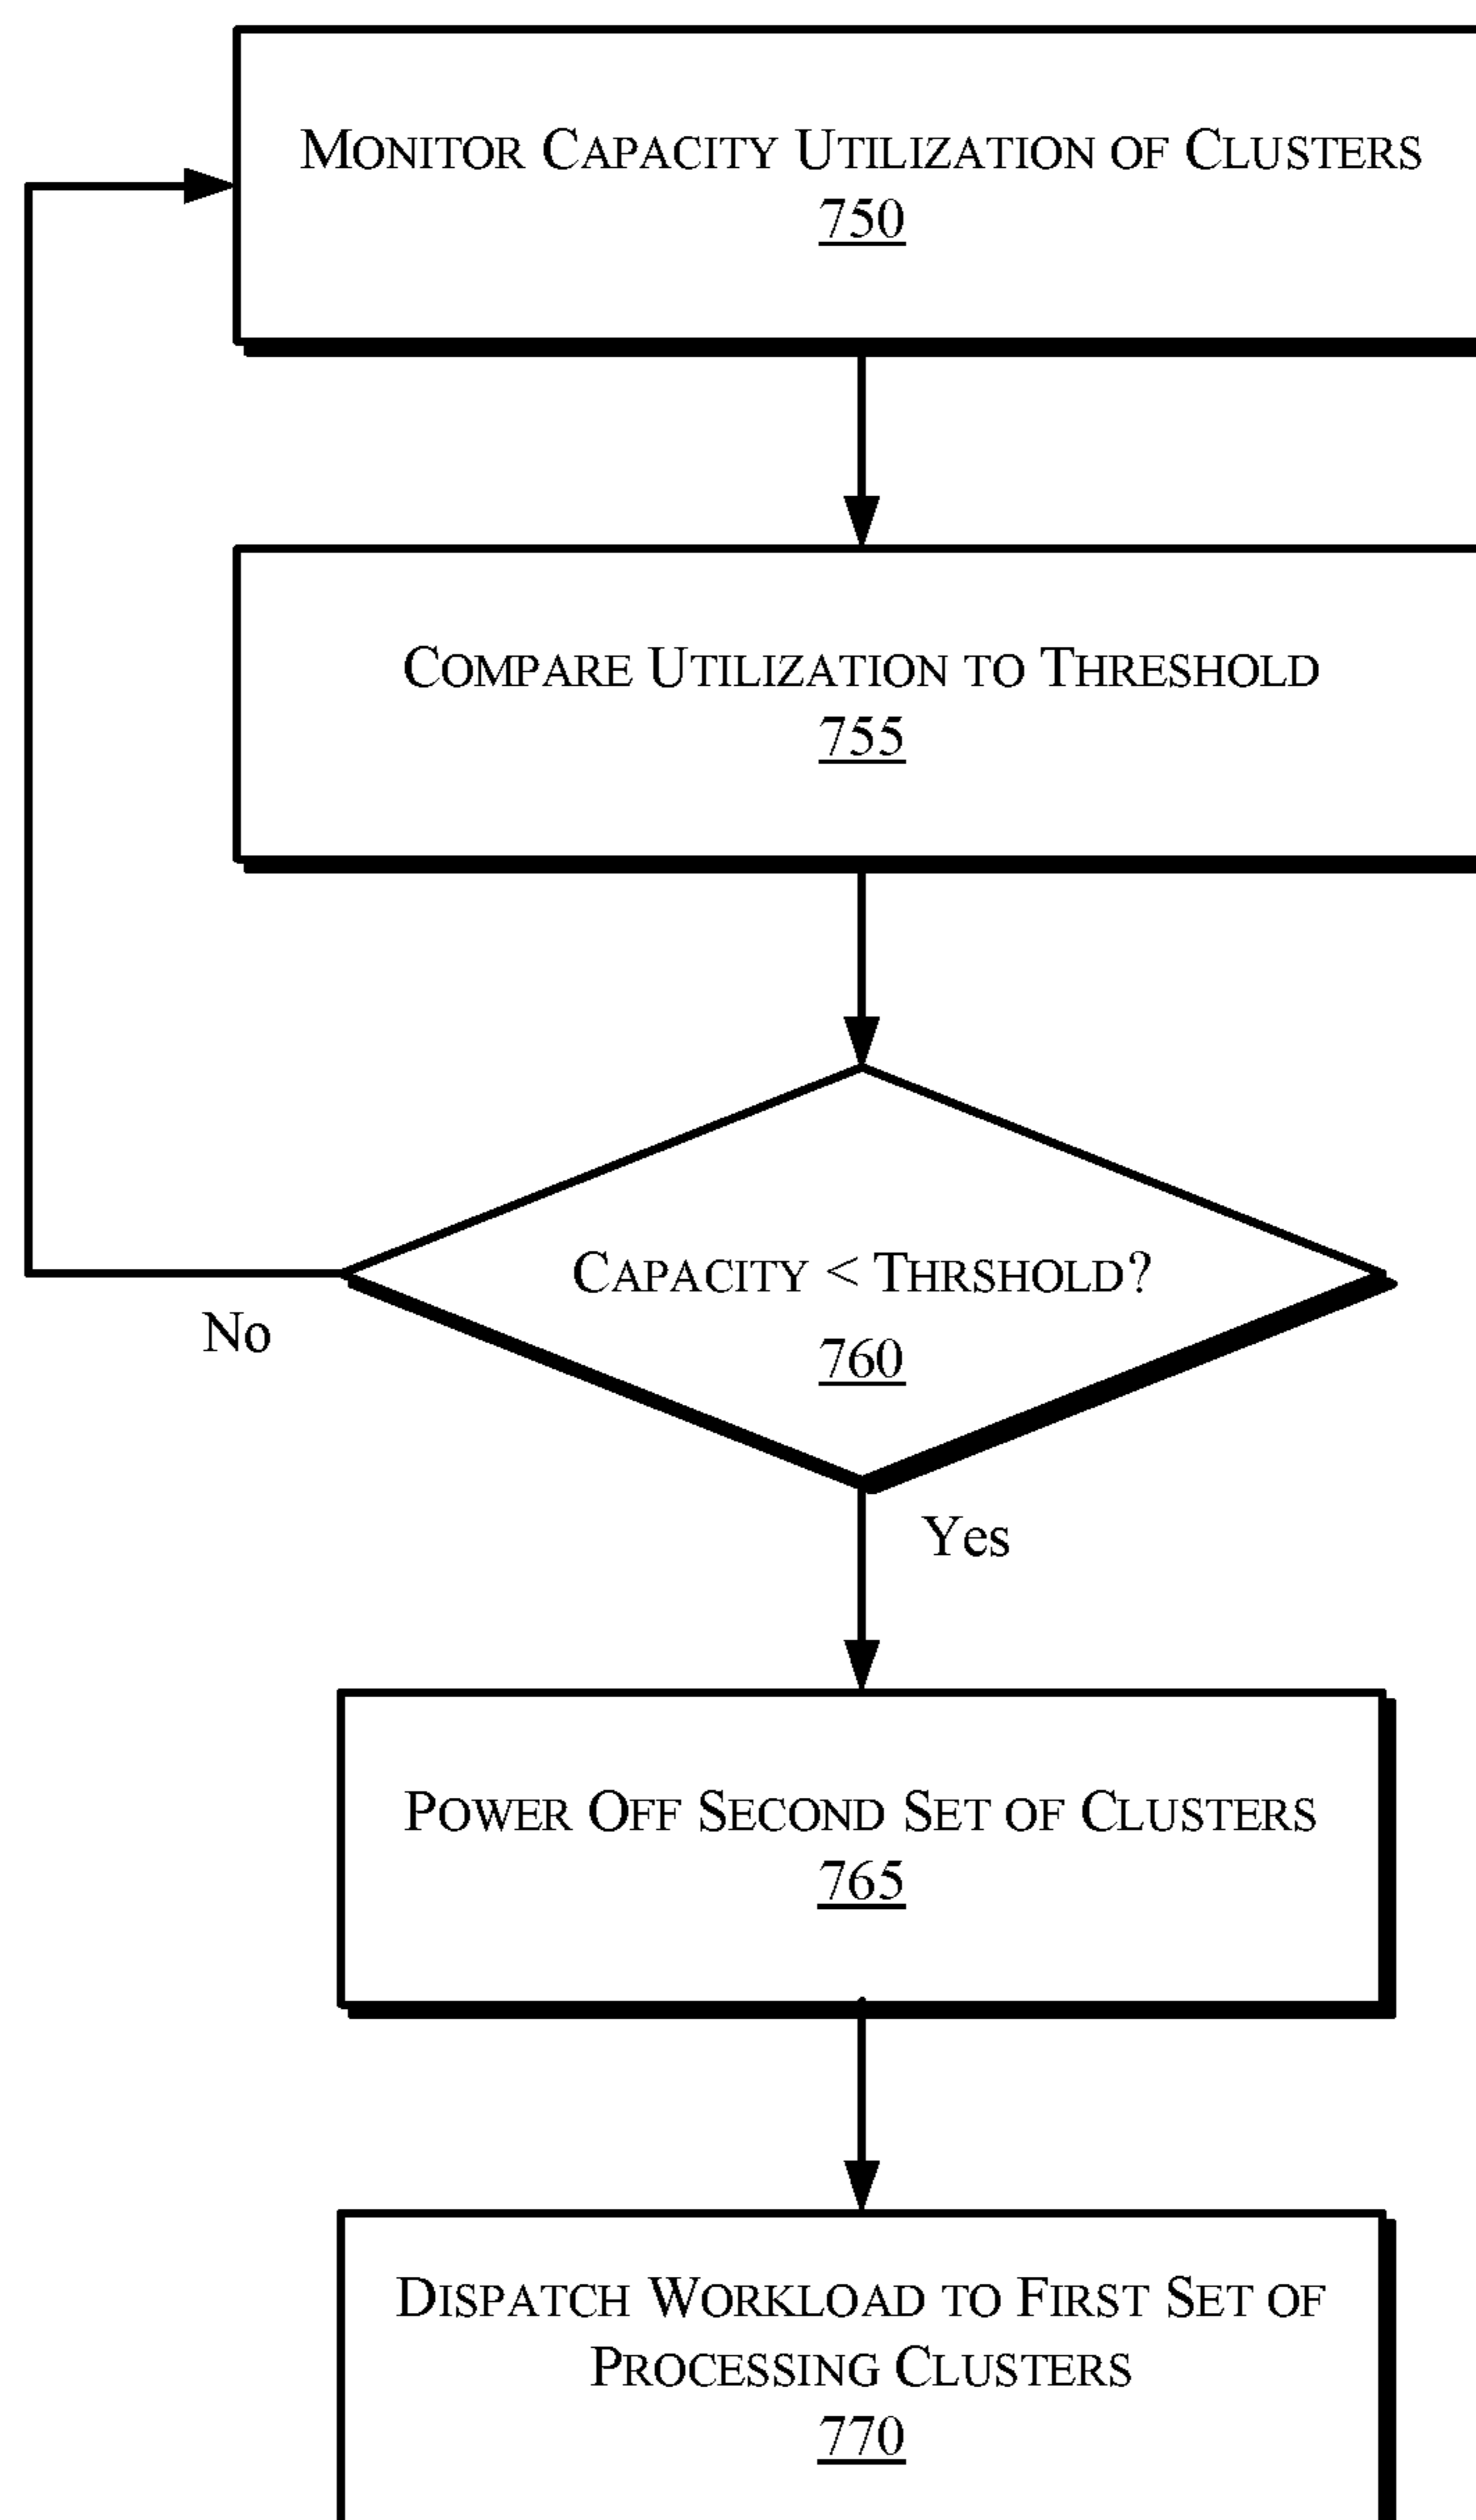 Monitor Capacity Utilization of Clusters
750
Compare Utilization to Threshold
755
Capacity < Thrshold?
760
No
Yes
Power Off Second Set of Clusters
765
Dispatch Workload to First Set of
Processing Clusters
770